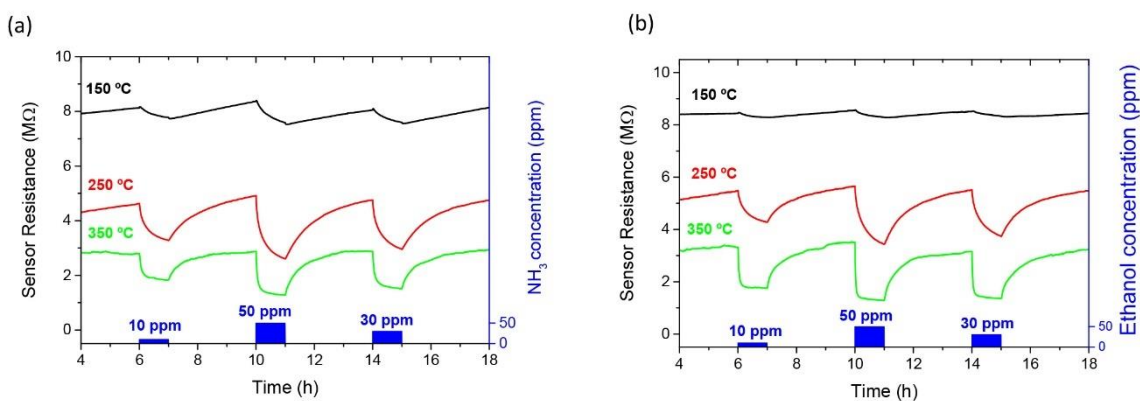 (a)
10
8
6
4
2
0
Sensor Resistance (MΩ)
150 ºC
250 ºC
350 ºC
10 ppm
50 ppm
30 ppm
50
0
NH₃ concentration (ppm)
4 6 8 10 12 14 16 18
Time (h)
(b)
10
8
6
4
2
0
Sensor Resistance (MΩ)
150 ºC
250 ºC
350 ºC
10 ppm
50 ppm
30 ppm
50
0
Ethanol concentration (ppm)
4 6 8 10 12 14 16 18
Time (h)